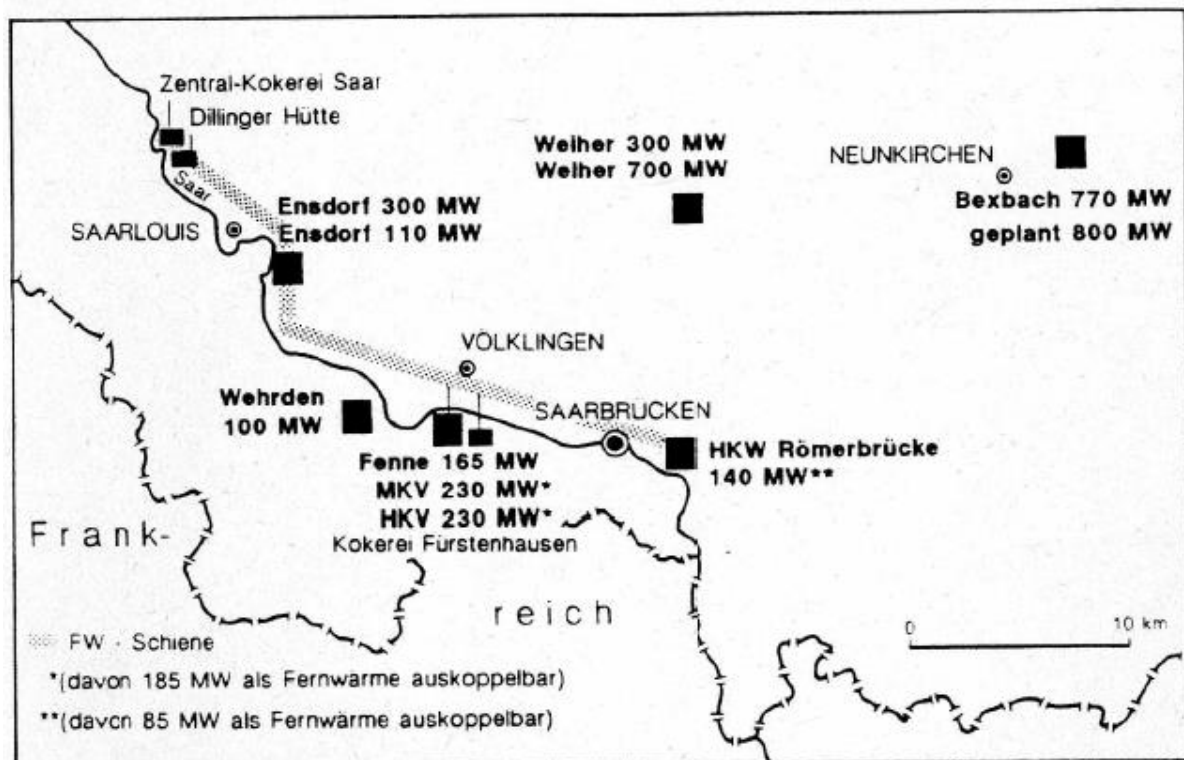 Zentral-Kokerei Saar
Dillinger Hütte
Saar
SAARLOUIS
Ensdorf 300 MW
Ensdorf 110 MW
Weiher 300 MW
Weiher 700 MW
NEUNKIRCHEN
Bexbach 770 MW
geplant 800 MW
VÖLKLINGEN
Wehrden
100 MW
SAARBRÜCKEN
HKW Römerbrücke
140 MW**
Fenne 165 MW
MKV 230 MW*
HKV 230 MW*
Kokerei Fürstenhausen
Frank-
reich
0 10 km
FW - Schiene
*(davon 185 MW als Fernwärme auskoppelbar)
**(davon 85 MW als Fernwärme auskoppelbar)